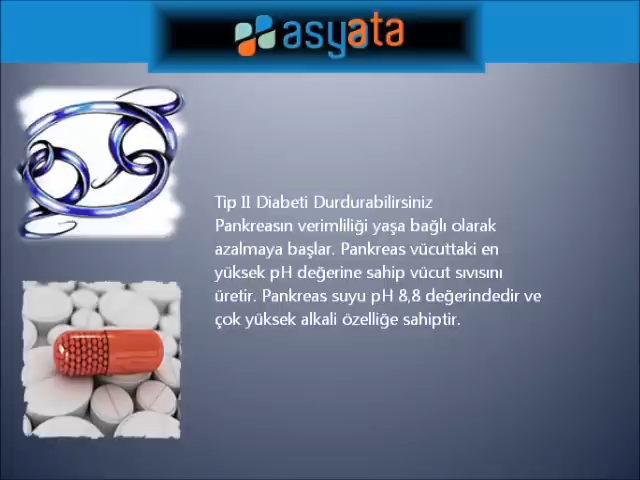 asyata
Tip II Diabeti Durdurabilirsiniz
Pankreasın verimliliği yaşa bağlı olarak
azalmaya başlar. Pankreas vücuttaki en
yüksek pH değerine sahip vücut sıvısını
üretir. Pankreas suyu pH 8,8 değerindedir ve
çok yüksek alkali özelliğe sahiptir.